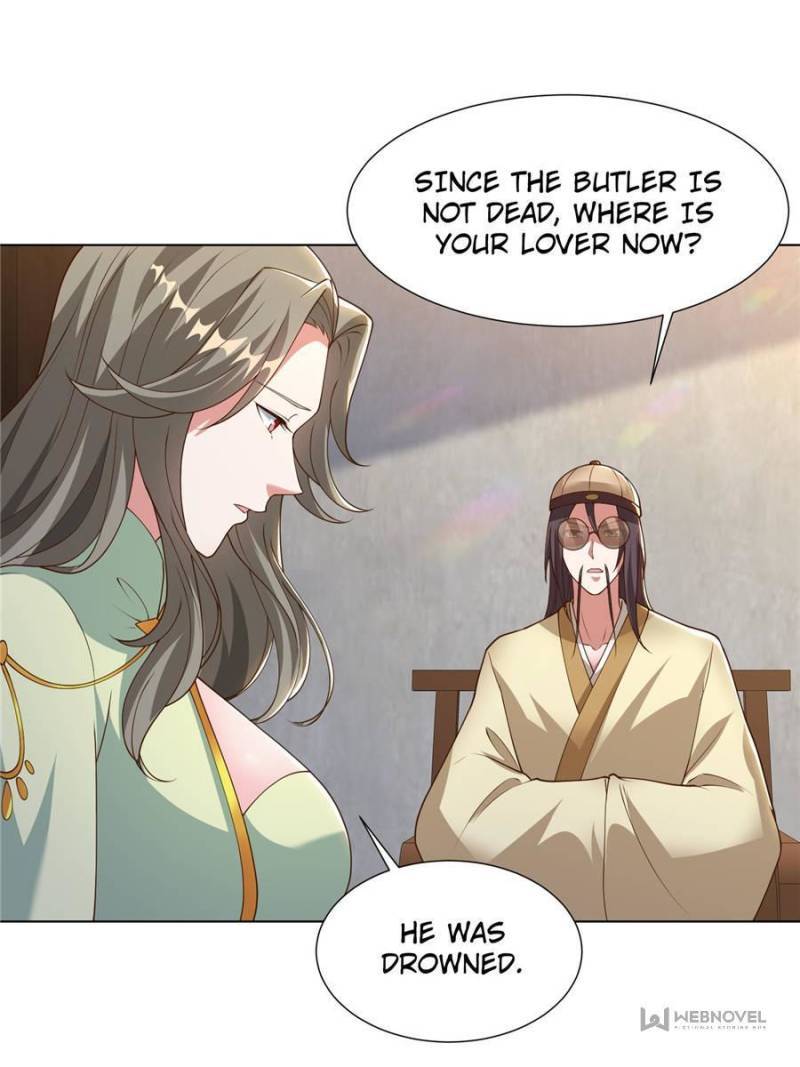 SINCE THE BUTLER IS
NOT DEAD, WHERE IS
YOUR LOVER NOW?
HE WAS
DROWNED.
WEBNOVEL